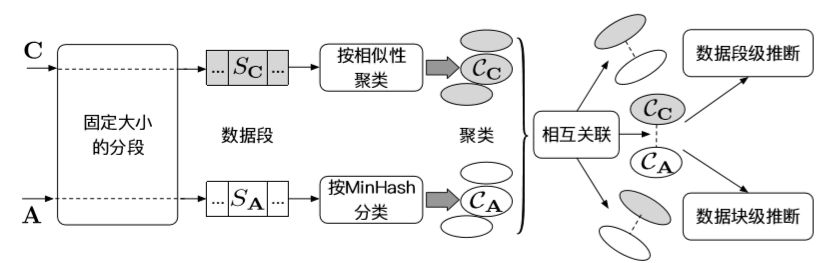 C
A
固定大小
的分段
... S_C ...
数据段
... S_A ...
按相似性
聚类
按MinHash
分类
C_C
聚类
C_A
相互关联
C_C
C_A
数据段级推断
数据块级推断